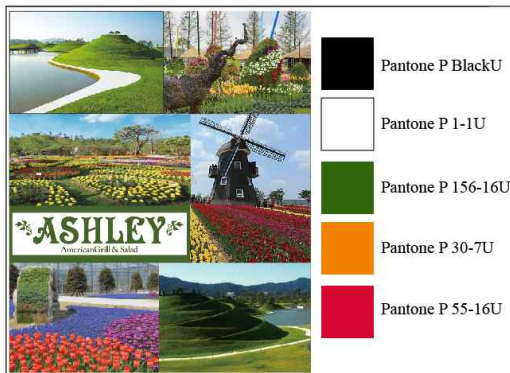 ASHLEY
AmericanGrill & Salad
Pantone P BlackU
Pantone P 1-1U
Pantone P 156-16U
Pantone P 30-7U
Pantone P 55-16U